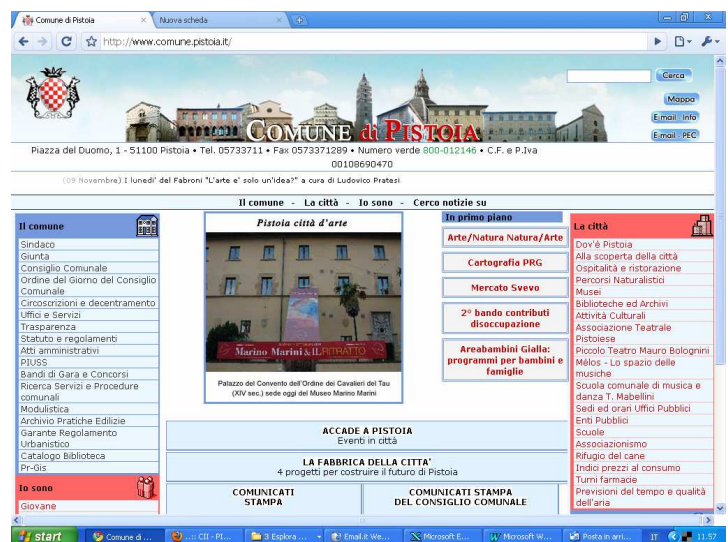 Comune di Pistoia
Nuova scheda
http://www.comune.pistoia.it/
Cerca
Mappa
E-mail - Info
E-mail - PEC
COMUNE di PISTOIA
Piazza del Duomo, 1 - 51100 Pistoia • Tel. 05733711 • Fax 0573371289 • Numero verde 800-012146 • C.F. e P.Iva
00108690470
(09 Novembre) I lunedi' del Fabroni "L'arte e' solo un'idea?" a cura di Ludovico Pratesi
Il comune - La città - Io sono - Cerco notizie su
Il comune
Sindaco
Giunta
Consiglio Comunale
Ordine del Giorno del Consiglio
Comunale
Circoscrizioni e decentramento
Uffici e Servizi
Trasparenza
Statuto e regolamenti
Atti amministrativi
PIUSS
Bandi di Gara e Concorsi
Ricerca Servizi e Procedure
comunali
Modulistica
Archivio Pratiche Edilizie
Garante Regolamento
Urbanistico
Catalogo Biblioteca
Pr-Gis
Io sono
Giovane
Pistoia città d'arte
Marino Marini & IL RITRATTO
Palazzo del Convento dell'Ordine dei Cavalieri del Tau
(XIV sec.) sede oggi del Museo Marino Marini
In primo piano
Arte/Natura Natura/Arte
Cartografia PRG
Mercato Svevo
2° bando contributi
disoccupazione
Areabambini Gialla:
programmi per bambini e
famiglie
ACCADE A PISTOIA
Eventi in città
LA FABBRICA DELLA CITTA'
4 progetti per costruire il futuro di Pistoia
COMUNICATI
STAMPA
COMUNICATI STAMPA
DEL CONSIGLIO COMUNALE
La città
Dov'è Pistoia
Alla scoperta della città
Ospitalità e ristorazione
Percorsi Naturalistici
Musei
Biblioteche ed Archivi
Attività Culturali
Associazione Teatrale
Pistoiese
Piccolo Teatro Mauro Bolognini
Mèlos - Lo spazio delle
musiche
Scuola comunale di musica e
danza T. Mabellini
Sedi ed orari Uffici Pubblici
Enti Pubblici
Scuole
Associazionismo
Rifugio del cane
Indici prezzi al consumo
Turni farmacie
Previsioni del tempo e qualità
dell'aria
start
Comune di ...
..:: CII - PI...
3 Esplora ...
Email.it We...
Microsoft E...
Microsoft W...
Posta in arri...
IT
11.57